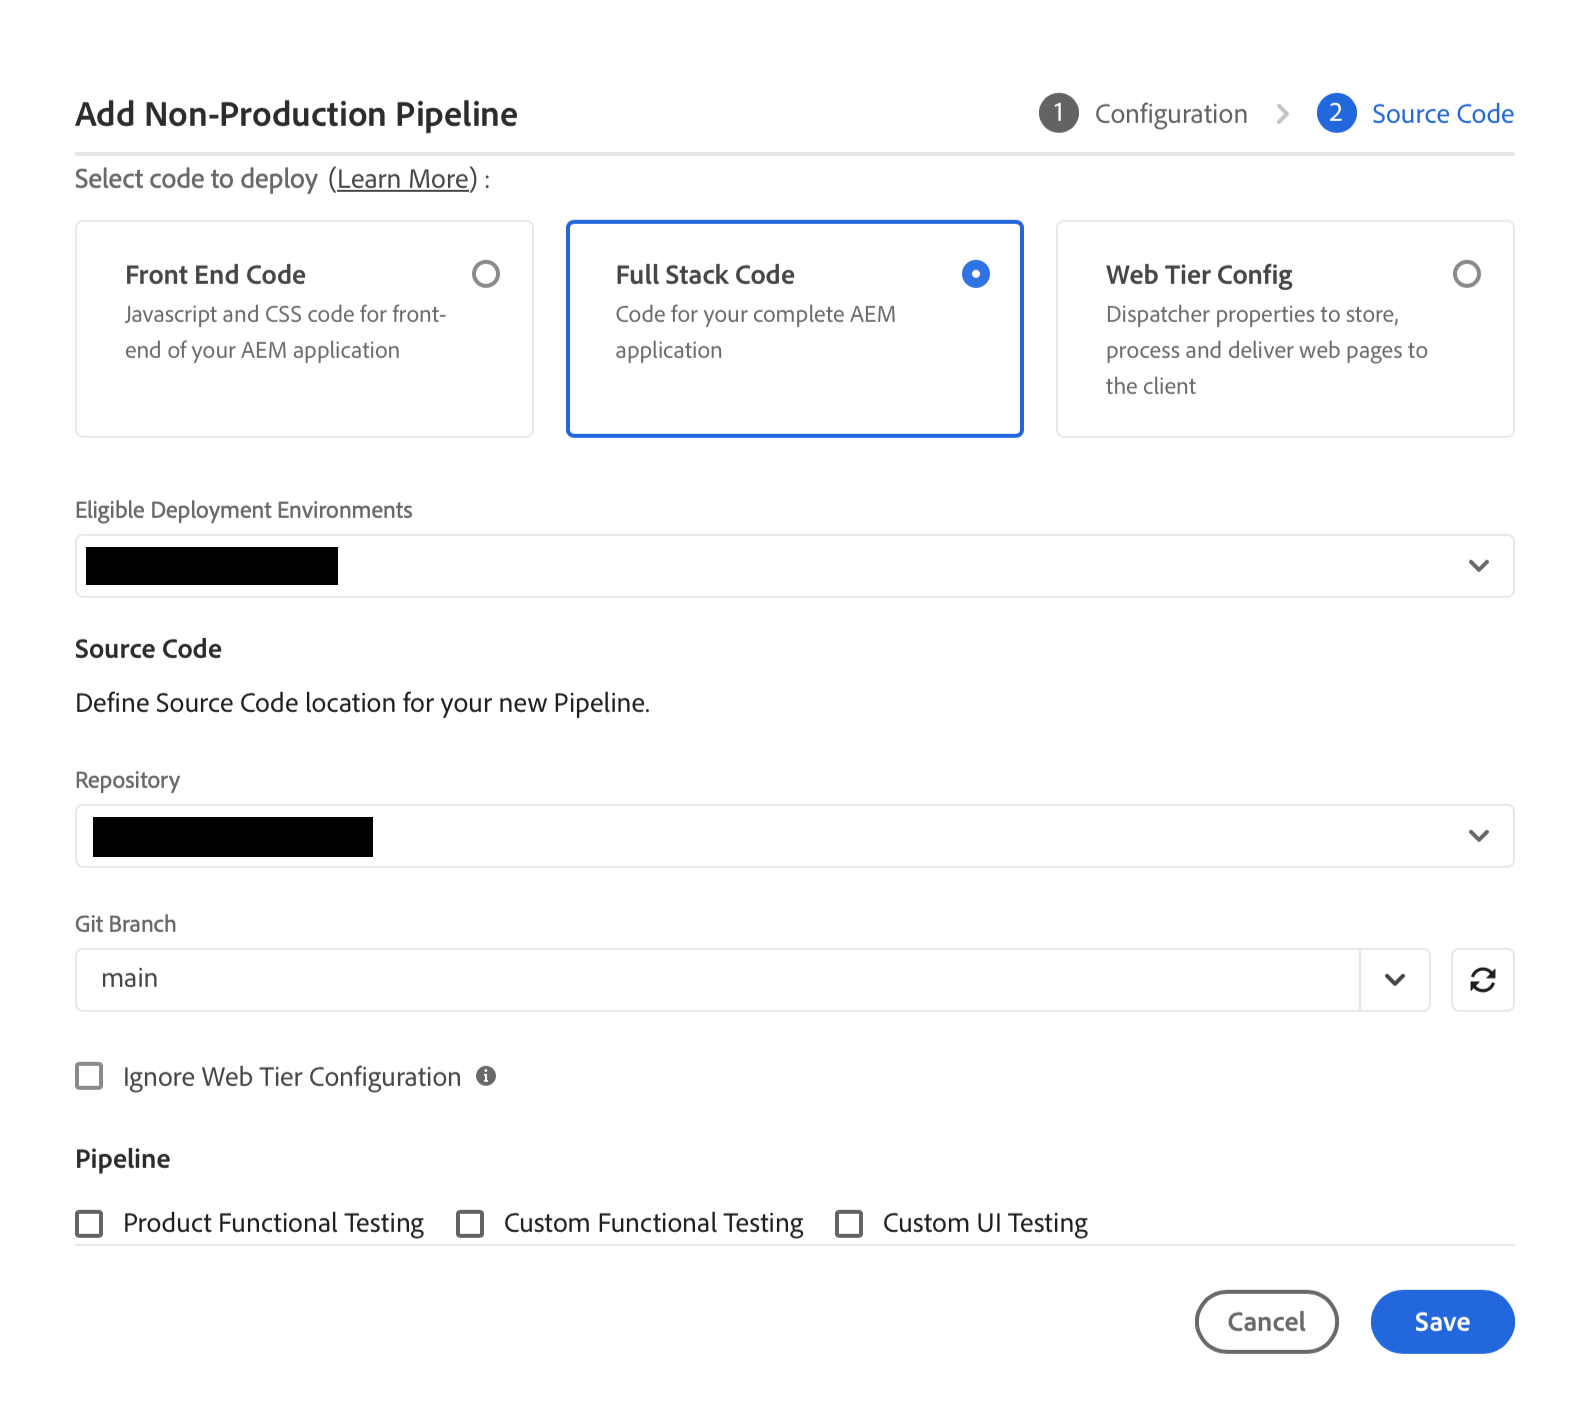 Add Non-Production Pipeline
1 Configuration > 2 Source Code
Select code to deploy (Learn More) :
Front End Code
Javascript and CSS code for front-
end of your AEM application
Full Stack Code
Code for your complete AEM
application
Web Tier Config
Dispatcher properties to store,
process and deliver web pages to
the client
Eligible Deployment Environments
Source Code
Define Source Code location for your new Pipeline.
Repository
Git Branch
main
Ignore Web Tier Configuration
Pipeline
Product Functional Testing
Custom Functional Testing
Custom UI Testing
Cancel
Save